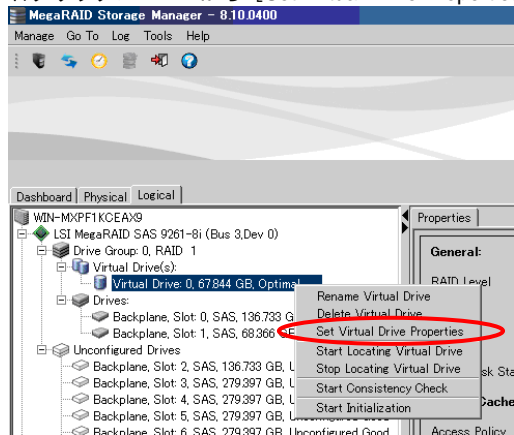 MegaRAID Storage Manager - 8.10.0400
Manage Go To Log Tools Help
Dashboard Physical Logical
WIN-MXPF1KCEAX9
LSI MegaRAID SAS 9261-8i (Bus 3,Dev 0)
Drive Group: 0, RAID 1
Virtual Drive(s):
Virtual Drive: 0, 67.844 GB, Optimal
Drives:
Backplane, Slot: 0, SAS, 136.733 G
Backplane, Slot: 1, SAS, 68.366 GB
Unconfigured Drives
Backplane, Slot: 2, SAS, 136.733 GB, U
Backplane, Slot: 3, SAS, 279.397 GB, U
Backplane, Slot: 4, SAS, 279.397 GB, U
Backplane, Slot: 5, SAS, 279.397 GB, Unconfigured Good
Backplane, Slot: 6, SAS, 279.397 GB, Unconfigured Good
Rename Virtual Drive
Delete Virtual Drive
Set Virtual Drive Properties
Start Locating Virtual Drive
Stop Locating Virtual Drive
Start Consistency Check
Start Initialization
Properties
General:
RAID Level
sk Sta
Cache
Access Policy